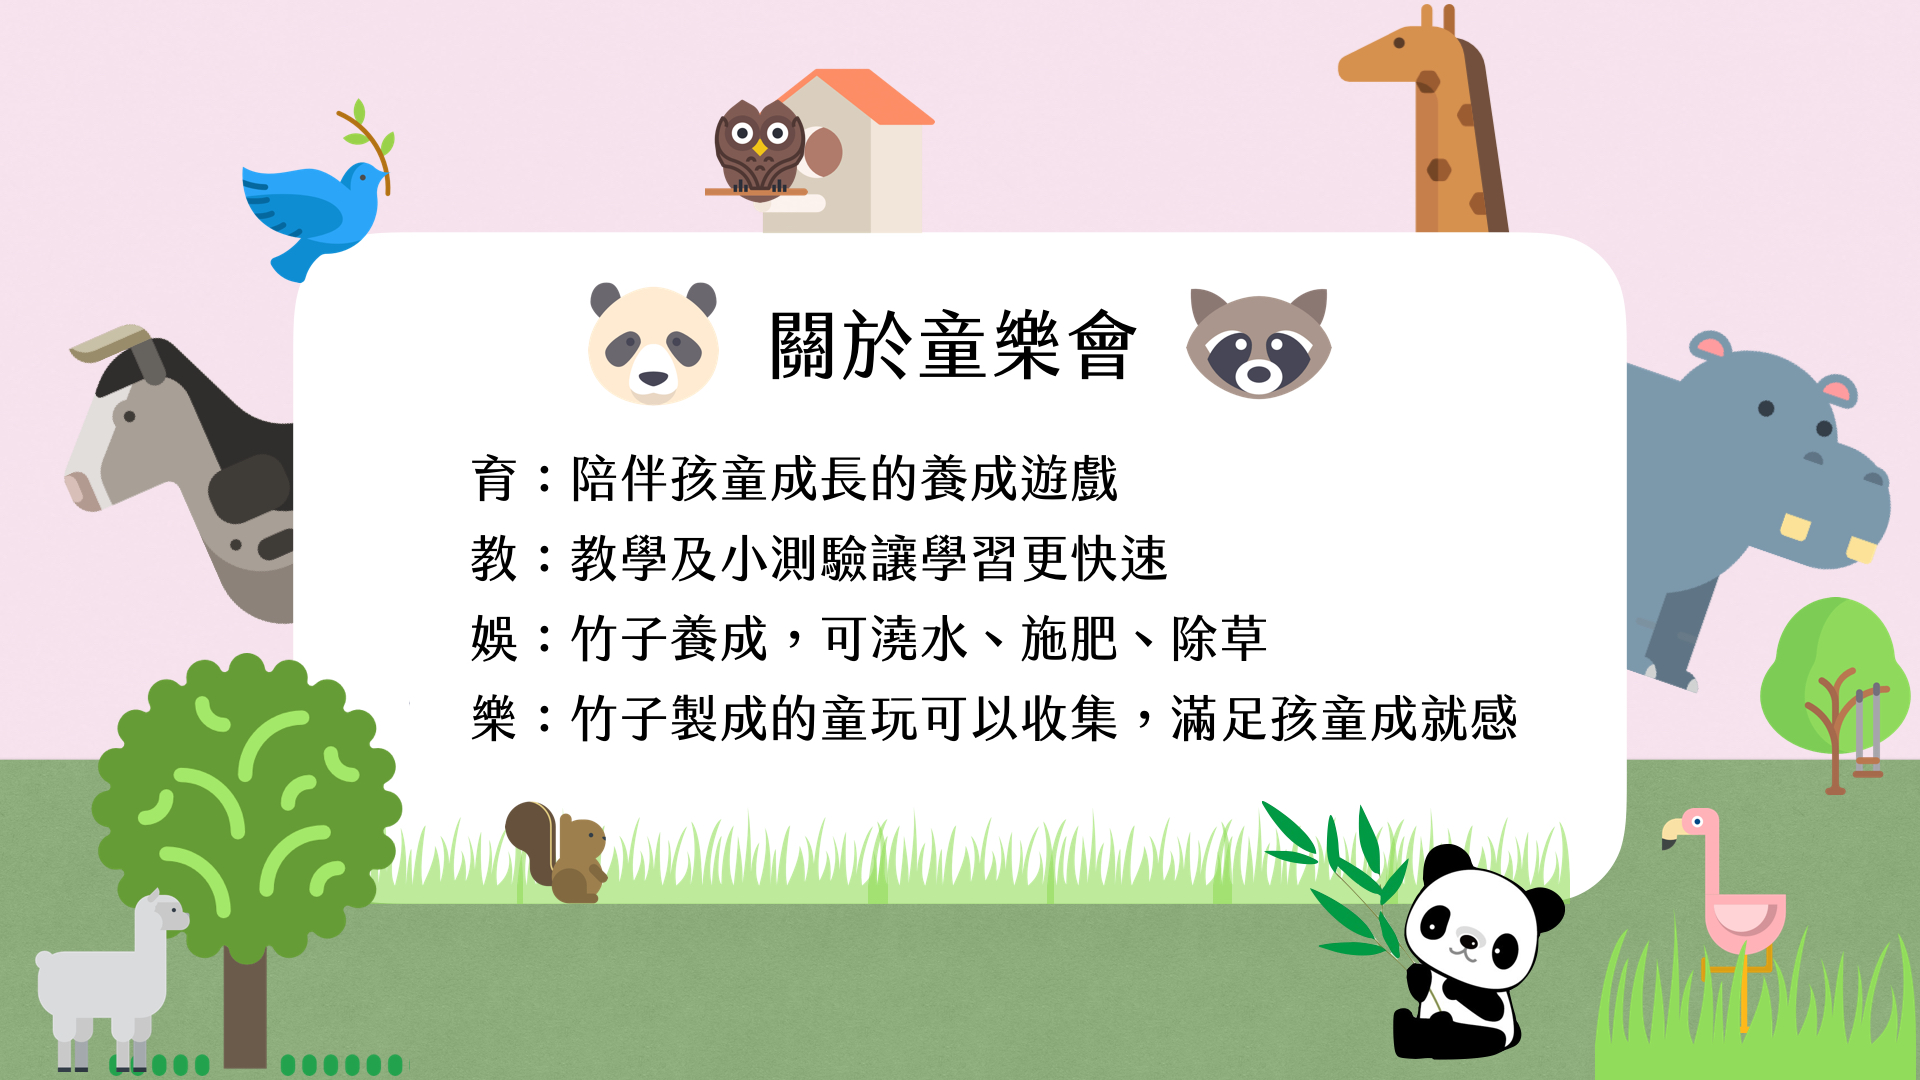 關於童樂會
育：陪伴孩童成長的養成遊戲
教：教學及小測驗讓學習更快速
娛：竹子養成，可澆水、施肥、除草
樂：竹子製成的童玩可以收集，滿足孩童成就感